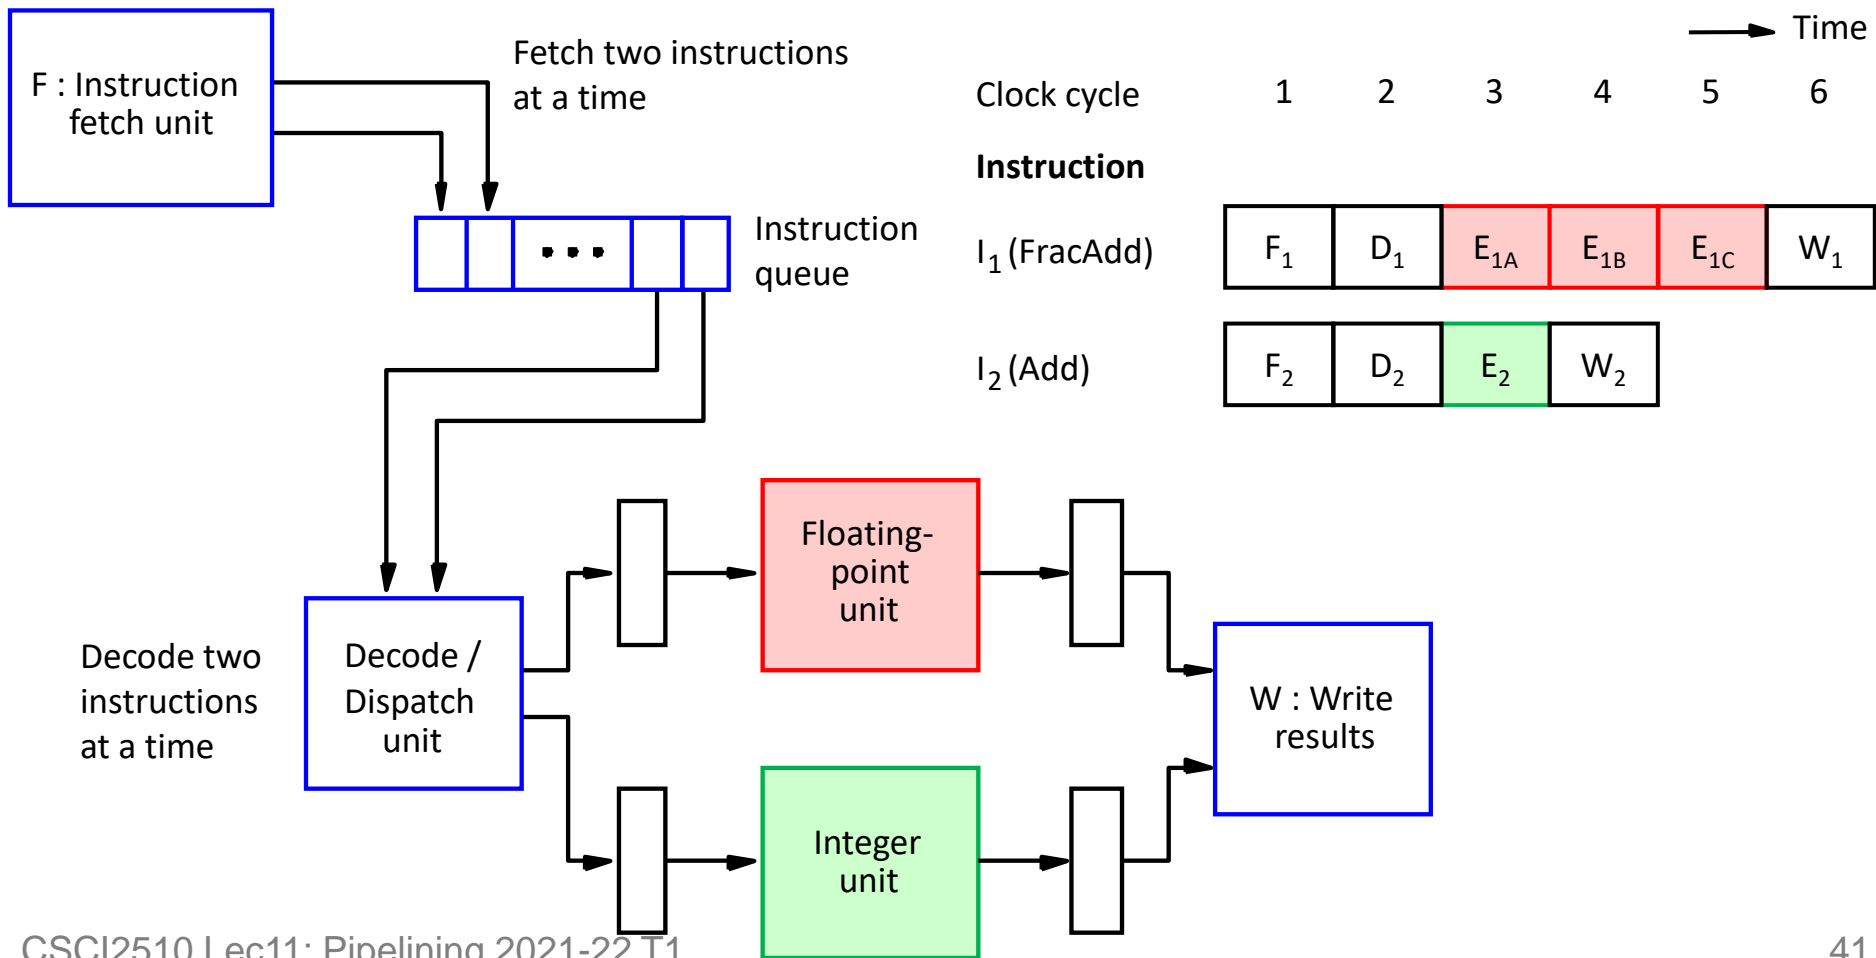 F : Instruction
fetch unit
Fetch two instructions
at a time
Instruction
queue
Time
Clock cycle 1 2 3 4 5 6
Instruction
I1 (FracAdd) F1 D1 E1A E1B E1C W1
I2 (Add) F2 D2 E2 W2
Decode two
instructions
at a time
Decode /
Dispatch
unit
Floating-
point
unit
Integer
unit
W : Write
results
CSCI2510 Lec11: Pipelining 2021-22 T1
41